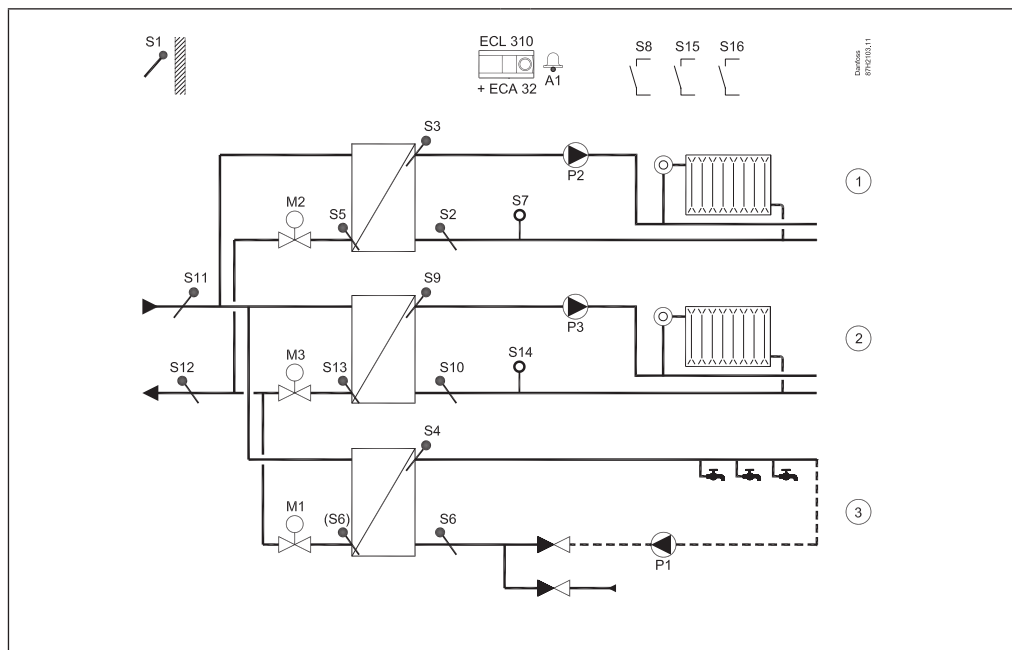 S1
ECL 310
A1
+ ECA 32
S8 S15 S16
Danfoss
87H2103.11
S3
P2
1
M2
S5
S2
S7
S11
S9
P3
2
S12
M3
S13
S10
S14
S4
M1
(S6)
S6
3
P1